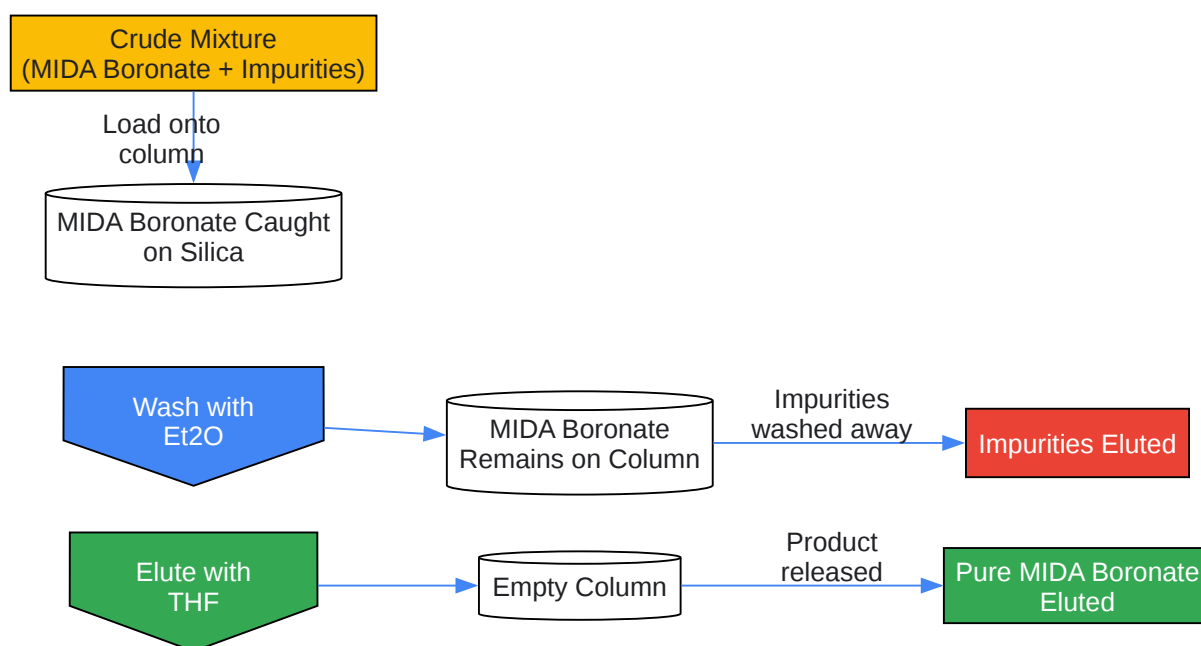 Crude Mixture
(MIDA Boronate + Impurities)
Load onto
column
MIDA Boronate Caught
on Silica
Wash with
Et2O
MIDA Boronate
Remains on Column
Impurities
washed away
Impurities Eluted
Elute with
THF
Empty Column
Product
released
Pure MIDA Boronate
Eluted